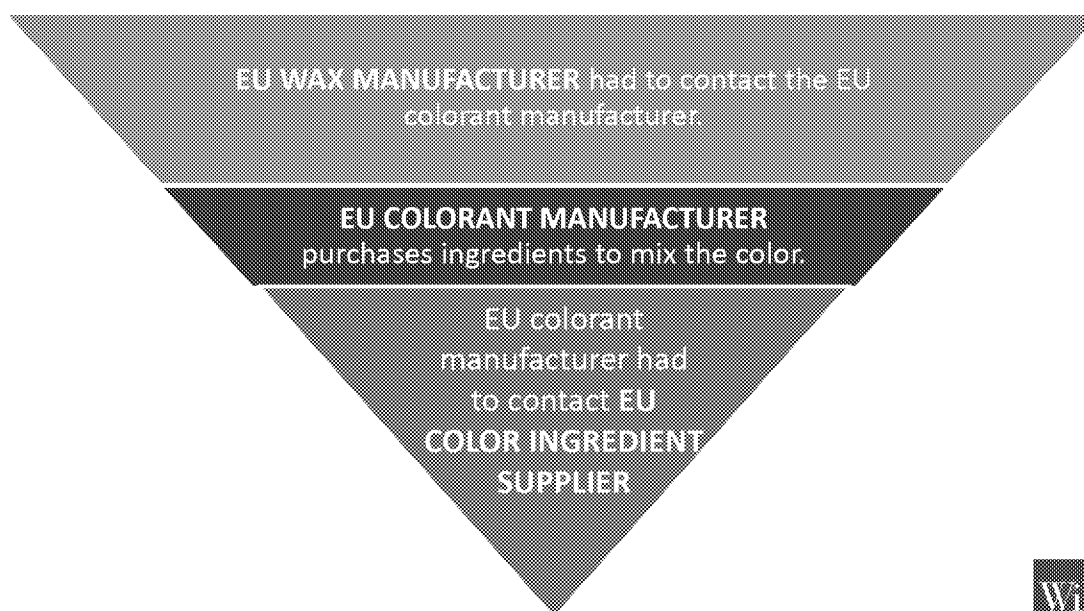 EU WAX MANUFACTURER had to contact the EU
colorant manufacturer.
EU COLORANT MANUFACTURER
purchases ingredients to mix the color.
EU colorant
manufacturer had
to contact EU
COLOR INGREDIENT
SUPPLIER
Wi